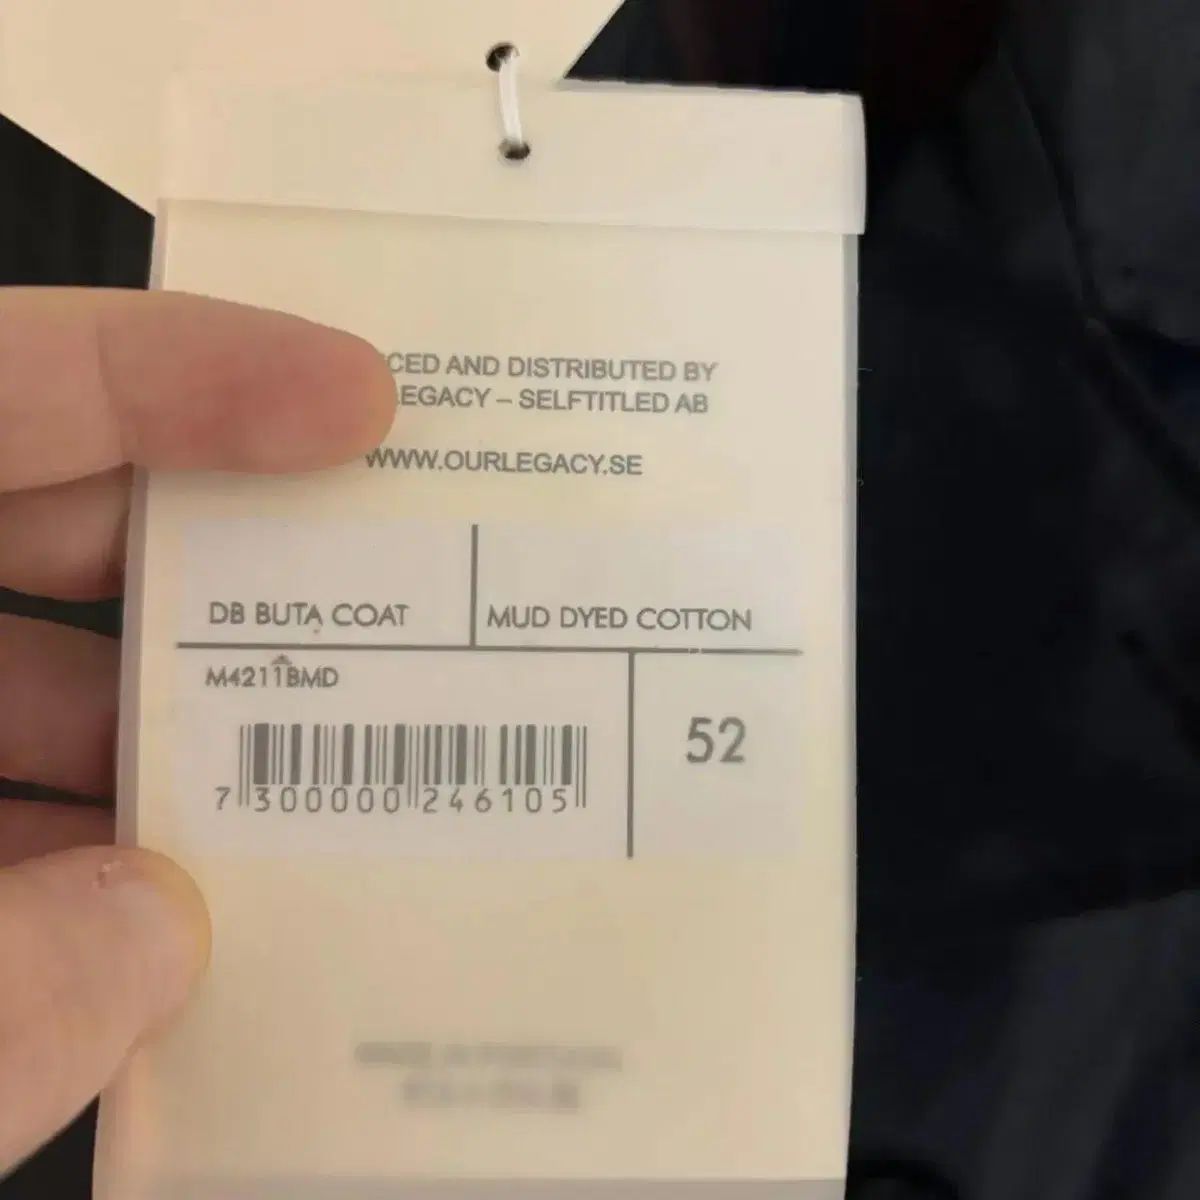 CED AND DISTRIBUTED BY
LEGACY – SELFTITLED AB
WWW.OURLEGACY.SE
DB BUTA COAT
MUD DYED COTTON
M4211BMD
52
7 300000 246105